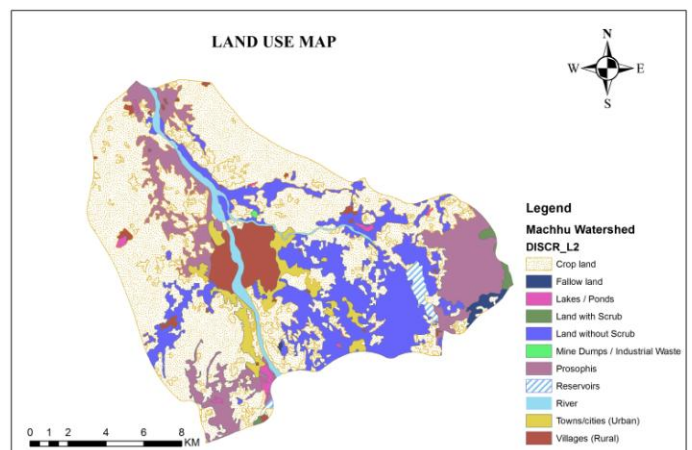 LAND USE MAP
N
W E
S
Legend
Machhu Watershed
DISCR_L2
Crop land
Fallow land
Lakes / Ponds
Land with Scrub
Land without Scrub
Mine Dumps / Industrial Waste
Prosophis
Reservoirs
River
Towns/cities (Urban)
Villages (Rural)
0 2 4 6 8
KM